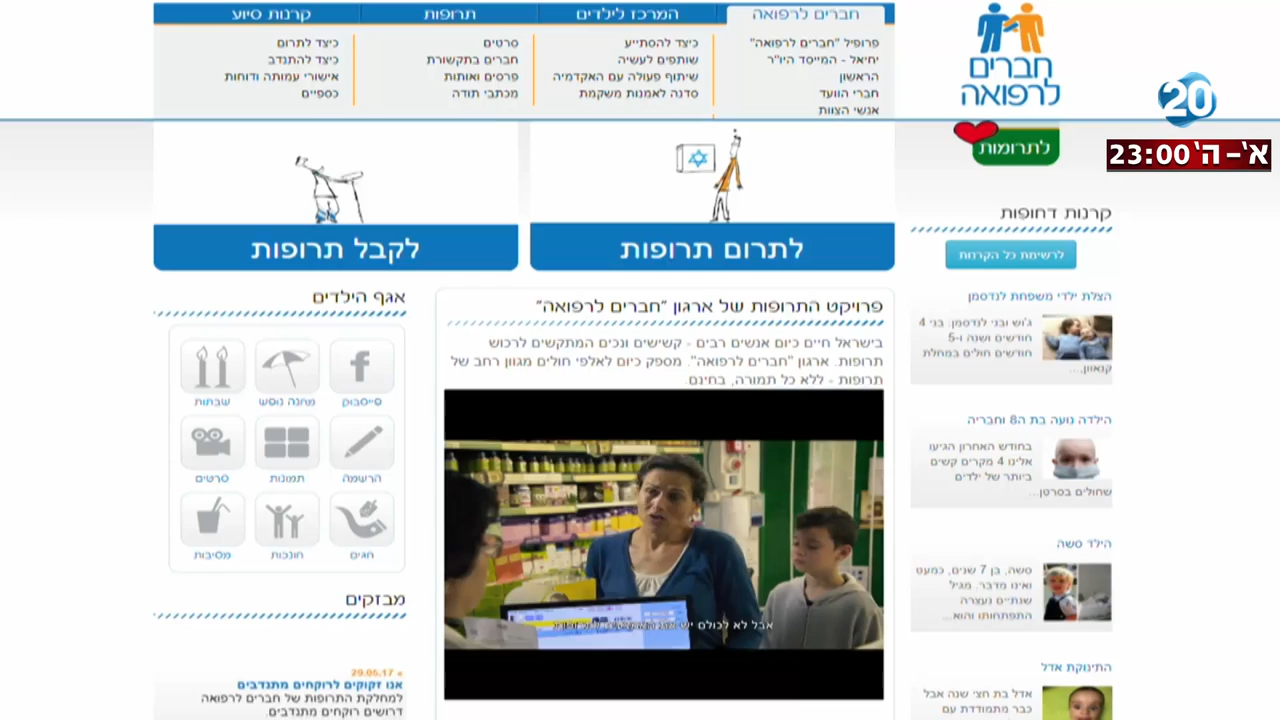 חברים לרפואה
המרכז לילדים
תרופות
קרנות סיוע
פרופיל "חברים לרפואה"
יחיאל - המייסד היו"ר
הראשון
חברי הוועד
אנשי הצוות
כיצד להסתייע
שותפים לעשיה
שיתוף פעולה עם האקדמיה
סדנה לאמנות משקמת
סרטים
חברים בתקשורת
פרסים ואותות
מכתבי תודה
כיצד לתרום
כיצד להתנדב
אישורי עמותה ודוחות
כספיים
חברים
לרפואה
20
לתרומות
א'-ה' 23:00
לתרום תרופות
לקבל תרופות
קרנות דחופות
לרשימת כל הקרנות
הצלת ילדי משפחת לנדסמן
ג'וש ובני לנדסמן. בני 4
חודשים ושנה ו-5
חודשים חולים במחלת
קנאוון,...
הילדה נועה בת ה8 וחבריה
בחודש האחרון הגיעו
אלינו 4 מקרים קשים
ביותר של ילדים
שחולים בסרטן...
הילד סשה
סשה, בן 7 שנים, כמעט
ואינו מדבר. מגיל
שנתיים נעצרה
התפתחותו והוא...
התינוקת אדל
אדל בת חצי שנה אבל
כבר מתמודדת עם
פרויקט התרופות של ארגון "חברים לרפואה"
בישראל חיים כיום אנשים רבים - קשישים ונכים המתקשים לרכוש
תרופות. ארגון "חברים לרפואה". מספק כיום לאלפי חולים מגוון רחב של
תרופות - ללא כל תמורה, בחינם.
אבל לא לכולם יש
אגף הילדים
פייסבוק
מחנה נופש
שבתות
הרשמה
תמונות
סרטים
חגים
חונכות
מסיבות
מבזקים
» 29.05.17
אנו זקוקים לרוקחים מתנדבים
למחלקת התרופות של חברים לרפואה
דרושים רוקחים מתנדבים.